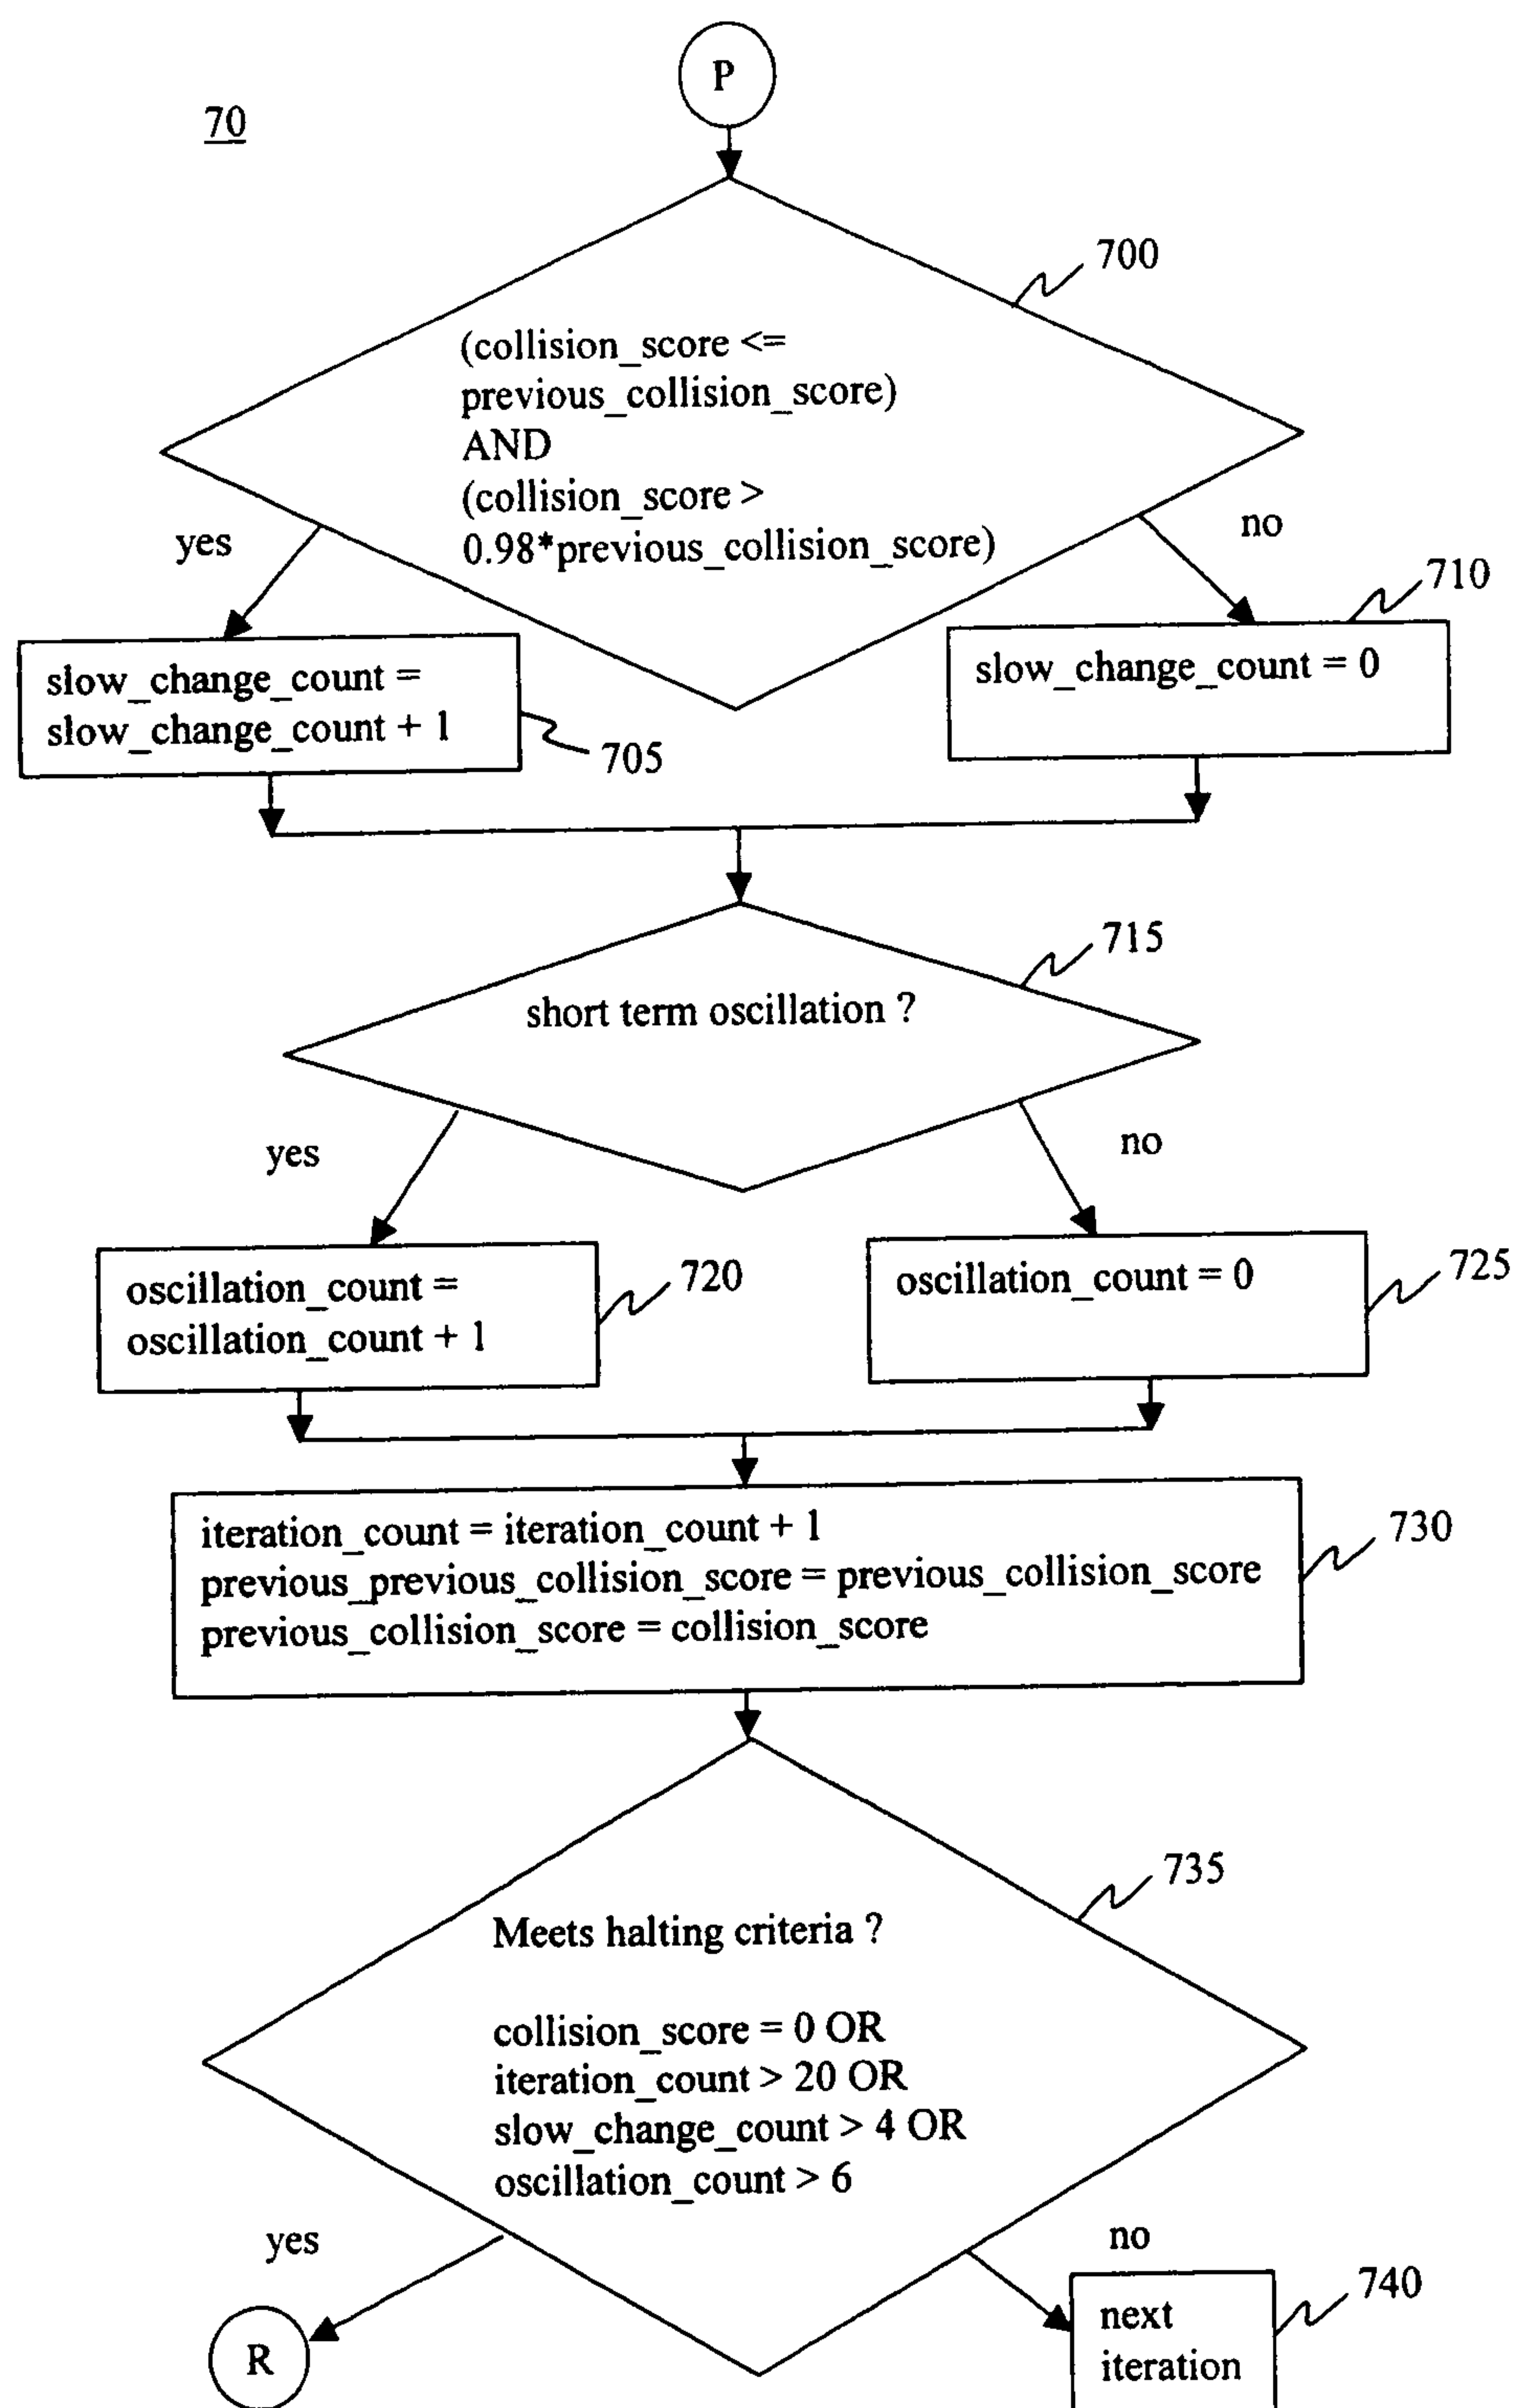 P
70
700
(collision_score <=
previous_collision_score)
AND
(collision_score >
0.98*previous_collision_score)
yes
no
710
slow_change_count =
slow_change_count + 1
705
slow_change_count = 0
715
short term oscillation ?
yes
no
oscillation_count =
oscillation_count + 1
720
oscillation_count = 0
725
iteration_count = iteration_count + 1
previous_previous_collision_score = previous_collision_score
previous_collision_score = collision_score
730
735
Meets halting criteria ?
collision_score = 0 OR
iteration_count > 20 OR
slow_change_count > 4 OR
oscillation_count > 6
yes
no
740
R
next
iteration